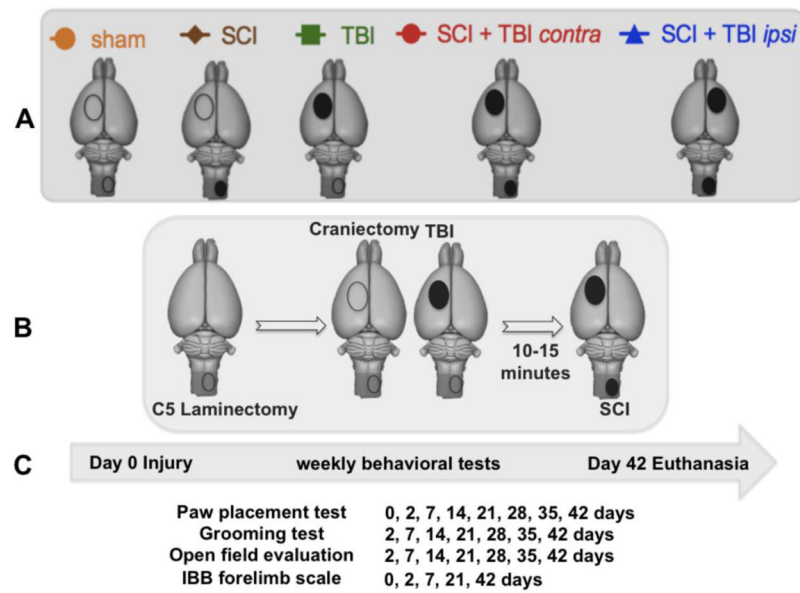 sham SCI TBI SCI + TBI contra SCI + TBI ipsi
A
Craniectomy TBI
B
10-15
minutes
C5 Laminectomy SCI
C Day 0 Injury weekly behavioral tests Day 42 Euthanasia
Paw placement test 0, 2, 7, 14, 21, 28, 35, 42 days
Grooming test 2, 7, 14, 21, 28, 35, 42 days
Open field evaluation 2, 7, 14, 21, 28, 35, 42 days
IBB forelimb scale 0, 2, 7, 21, 42 days